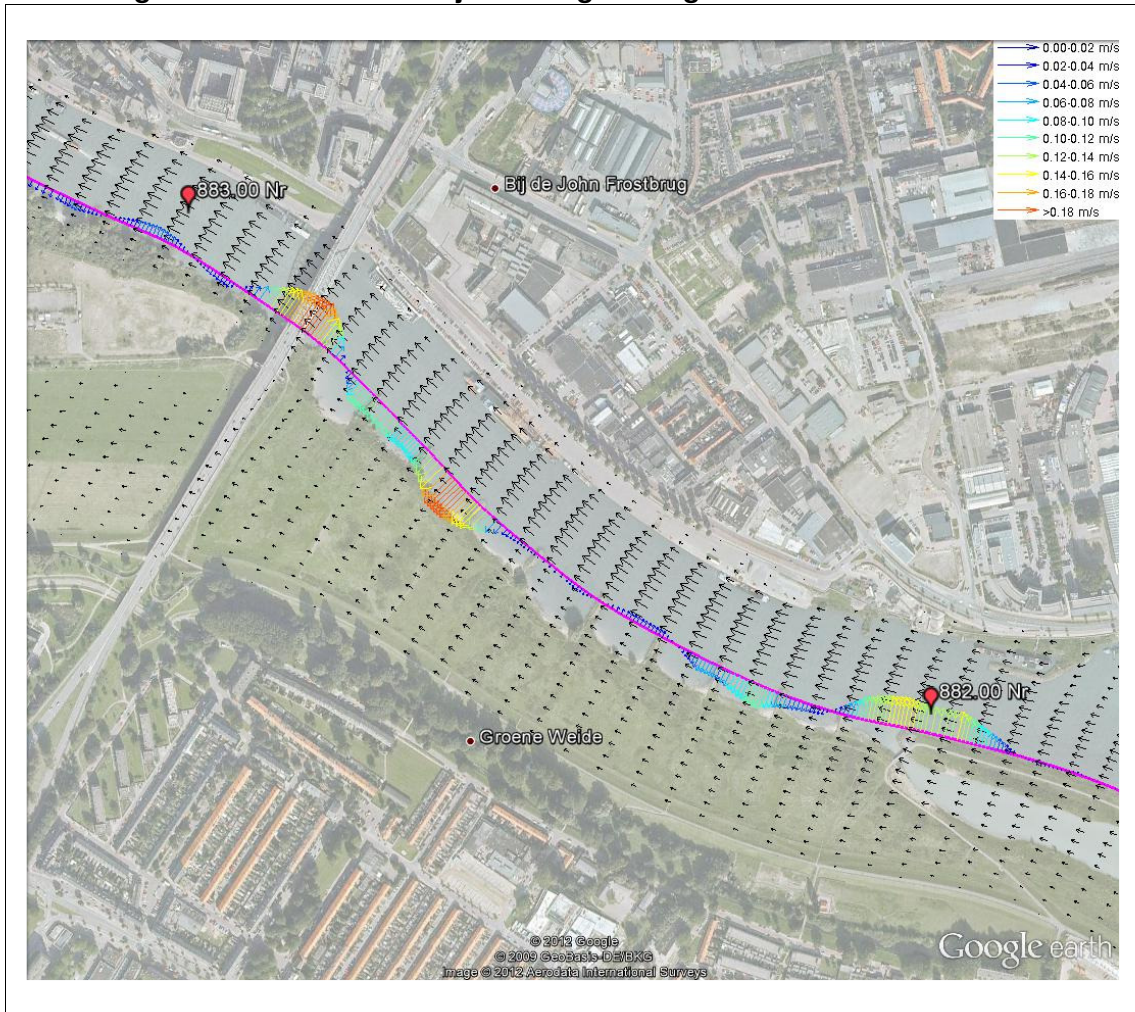 0.00-0.02 m/s
0.02-0.04 m/s
0.04-0.06 m/s
0.06-0.08 m/s
0.08-0.10 m/s
0.10-0.12 m/s
0.12-0.14 m/s
0.14-0.16 m/s
0.16-0.18 m/s
>0.18 m/s
Bij de John Frostbrug
883.00 Nr
882.00 Nr
Groene Weide
© 2012 Google
© 2009 GeoBasis-DE/BKG
Image © 2012 Aerodata International Surveys
Google earth